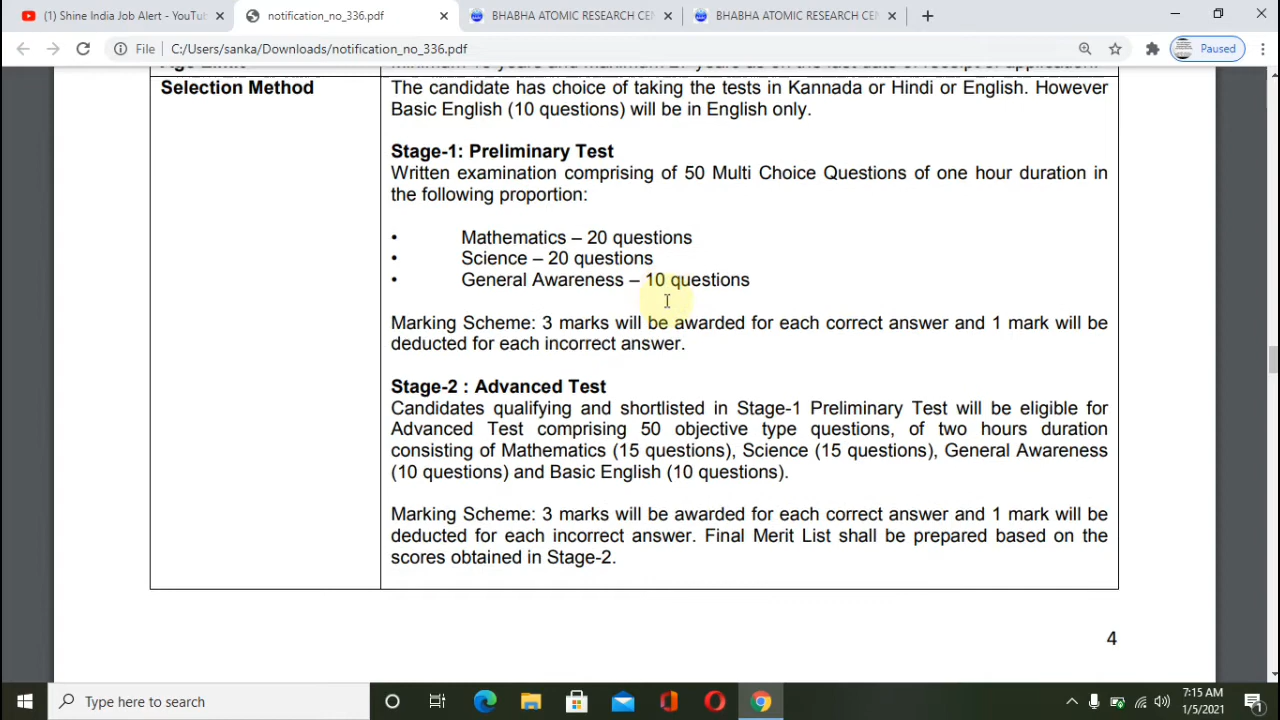 (1) Shine India Job Alert - YouTu
notification_no_336.pdf
BHABHA ATOMIC RESEARCH CE
BHABHA ATOMIC RESEARCH CE
File
C:/Users/sanka/Downloads/notification_no_336.pdf
Paused
Selection Method
The candidate has choice of taking the tests in Kannada or Hindi or English. However
Basic English (10 questions) will be in English only.
Stage-1: Preliminary Test
Written examination comprising of 50 Multi Choice Questions of one hour duration in
the following proportion:
• Mathematics – 20 questions
• Science – 20 questions
• General Awareness – 10 questions
Marking Scheme: 3 marks will be awarded for each correct answer and 1 mark will be
deducted for each incorrect answer.
Stage-2 : Advanced Test
Candidates qualifying and shortlisted in Stage-1 Preliminary Test will be eligible for
Advanced Test comprising 50 objective type questions, of two hours duration
consisting of Mathematics (15 questions), Science (15 questions), General Awareness
(10 questions) and Basic English (10 questions).
Marking Scheme: 3 marks will be awarded for each correct answer and 1 mark will be
deducted for each incorrect answer. Final Merit List shall be prepared based on the
scores obtained in Stage-2.
4
Type here to search
7:15 AM
1/5/2021